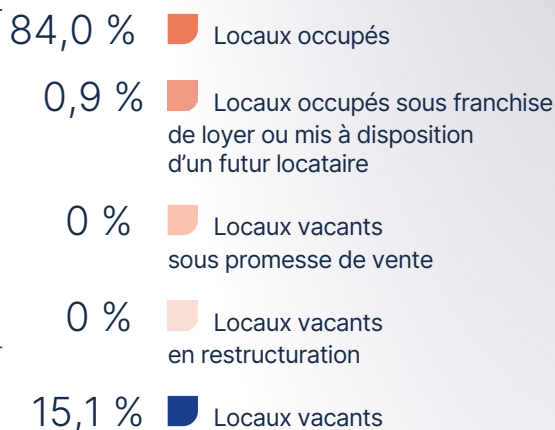 84,0 % Locaux occupés
0,9 % Locaux occupés sous franchise
de loyer ou mis à disposition
d'un futur locataire
0 % Locaux vacants
sous promesse de vente
0 % Locaux vacants
en restructuration
15,1 % Locaux vacants